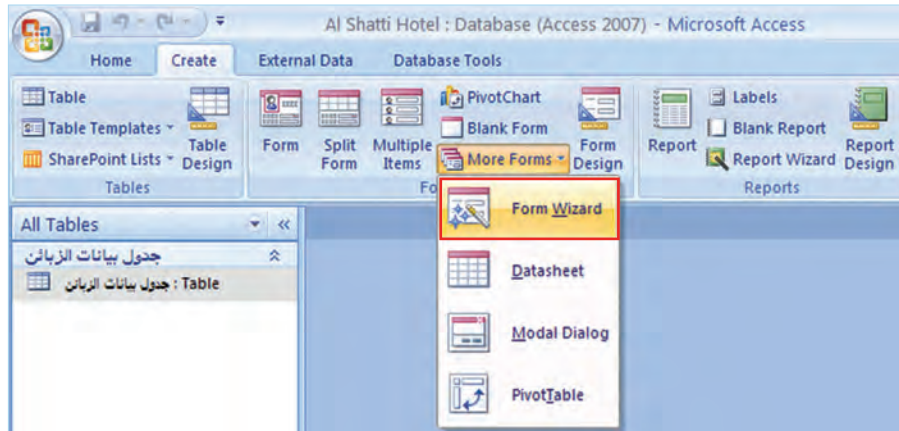 Al Shatti Hotel : Database (Access 2007) - Microsoft Access
Home Create External Data Database Tools
Table
Table Templates
SharePoint Lists
Table Design
Tables
Form
Split Form
Multiple Items
PivotChart
Blank Form
More Forms
Form Design
Fo
Report
Labels
Blank Report
Report Wizard
Report Design
Reports
Form Wizard
Datasheet
Modal Dialog
PivotTable
All Tables
جدول بيانات الزبائن
جدول بيانات الزبائن : Table